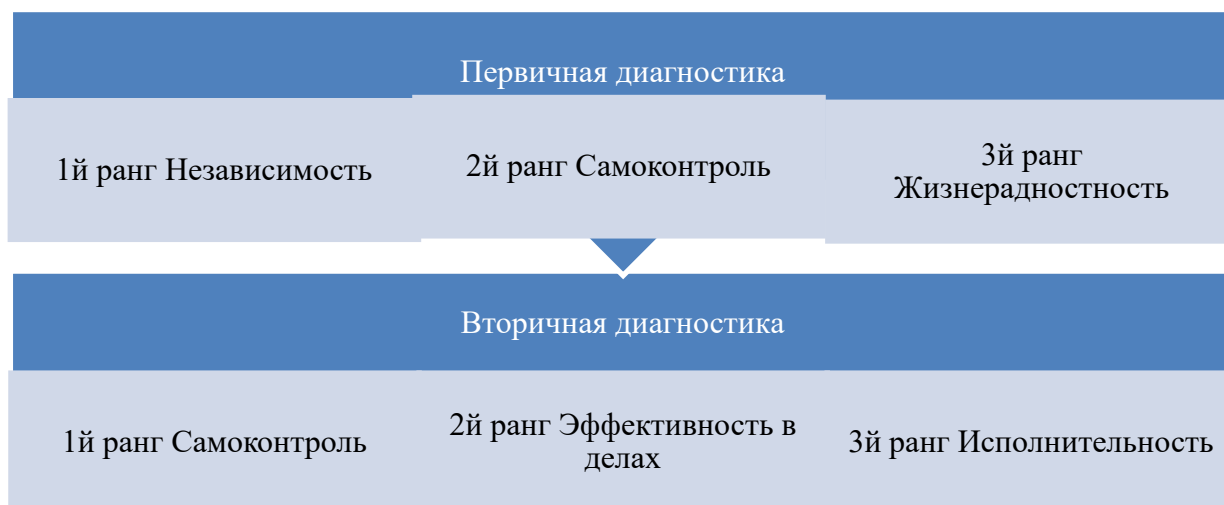 Первичная диагностика
1й ранг Независимость
2й ранг Самоконтроль
3й ранг
Жизнерадностность
Вторичная диагностика
1й ранг Самоконтроль
2й ранг Эффективность в
делах
3й ранг Исполнительность